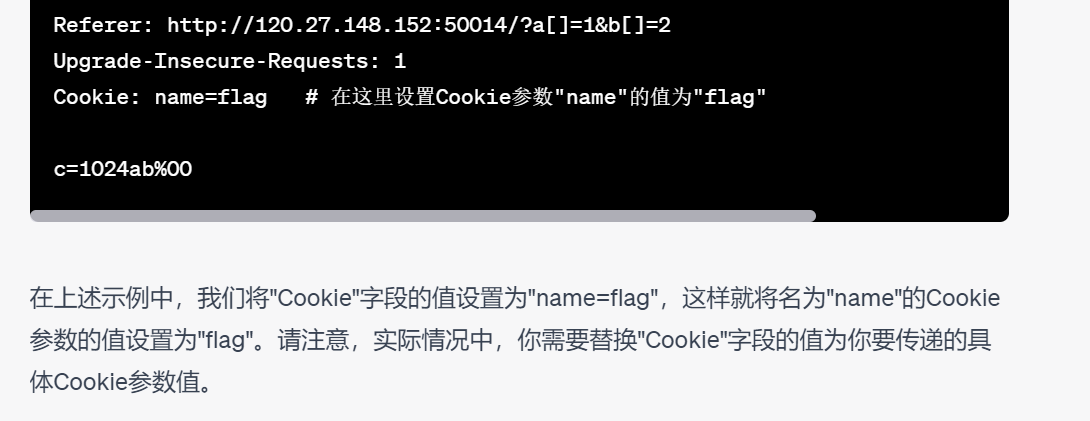 Referer: http://120.27.148.152:50014/?a[]=1&b[]=2
Upgrade-Insecure-Requests: 1
Cookie: name=flag   # 在这里设置Cookie参数"name"的值为"flag"
c=1024ab%00
在上述示例中，我们将"Cookie"字段的值设置为"name=flag"，这样就将名为"name"的Cookie
参数的值设置为"flag"。请注意，实际情况中，你需要替换"Cookie"字段的值为你要传递的具
体Cookie参数值。